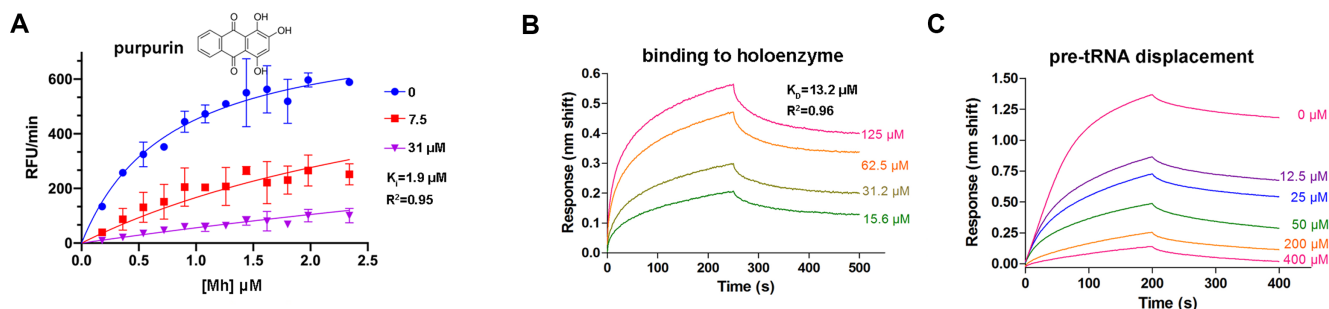 A
purpurin
O
OH
OH
O
OH
600
400
200
0
RFU/min
0.0
0.5
1.0
1.5
2.0
2.5
[Mh] μM
0
7.5
31 μM
KI=1.9 μM
R²=0.95
B
binding to holoenzyme
0.6
0.5
0.4
0.3
0.2
0.1
0.0
Response (nm shift)
0
100
200
300
400
500
Time (s)
KD=13.2 μM
R²=0.96
125 μM
62.5 μM
31.2 μM
15.6 μM
C
pre-tRNA displacement
1.50
1.25
1.00
0.75
0.50
0.25
0.00
Response (nm shift)
0
100
200
300
400
Time (s)
0 μM
12.5 μM
25 μM
50 μM
200 μM
400 μM